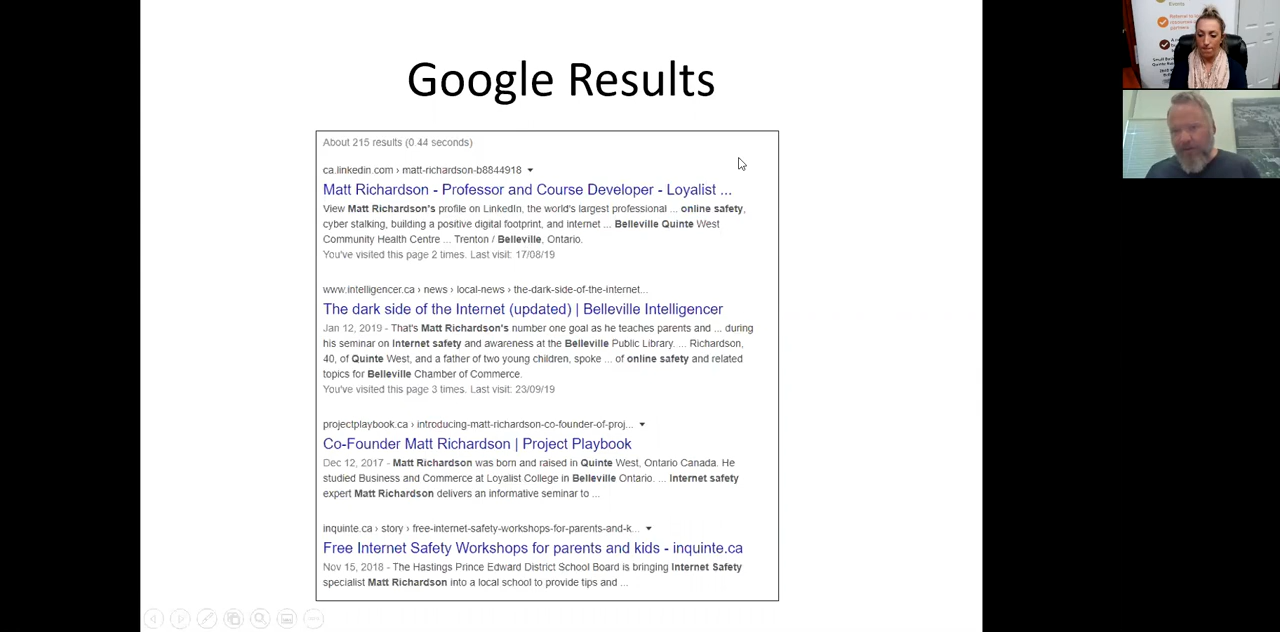 Google Results
About 215 results (0.44 seconds)
ca.linkedin.com › matt-richardson-b8844918
Matt Richardson - Professor and Course Developer - Loyalist ...
View Matt Richardson's profile on LinkedIn, the world's largest professional ... online safety,
cyber stalking, building a positive digital footprint, and internet ... Belleville Quinte West
Community Health Centre ... Trenton / Belleville, Ontario.
You've visited this page 2 times. Last visit: 17/08/19
www.intelligencer.ca › news › local-news › the-dark-side-of-the-internet...
The dark side of the Internet (updated) | Belleville Intelligencer
Jan 12, 2019 - That's Matt Richardson's number one goal as he teaches parents and ... during
his seminar on Internet safety and awareness at the Belleville Public Library. ... Richardson,
40, of Quinte West, and a father of two young children, spoke ... of online safety and related
topics for Belleville Chamber of Commerce.
You've visited this page 3 times. Last visit: 23/09/19
projectplaybook.ca › introducing-matt-richardson-co-founder-of-proj...
Co-Founder Matt Richardson | Project Playbook
Dec 12, 2017 - Matt Richardson was born and raised in Quinte West, Ontario Canada. He
studied Business and Commerce at Loyalist College in Belleville Ontario. ... Internet safety
expert Matt Richardson delivers an informative seminar to ...
inquinte.ca › story › free-internet-safety-workshops-for-parents-and-k...
Free Internet Safety Workshops for parents and kids - inquinte.ca
Nov 15, 2018 - The Hastings Prince Edward District School Board is bringing Internet Safety
specialist Matt Richardson into a local school to provide tips and ...
Events